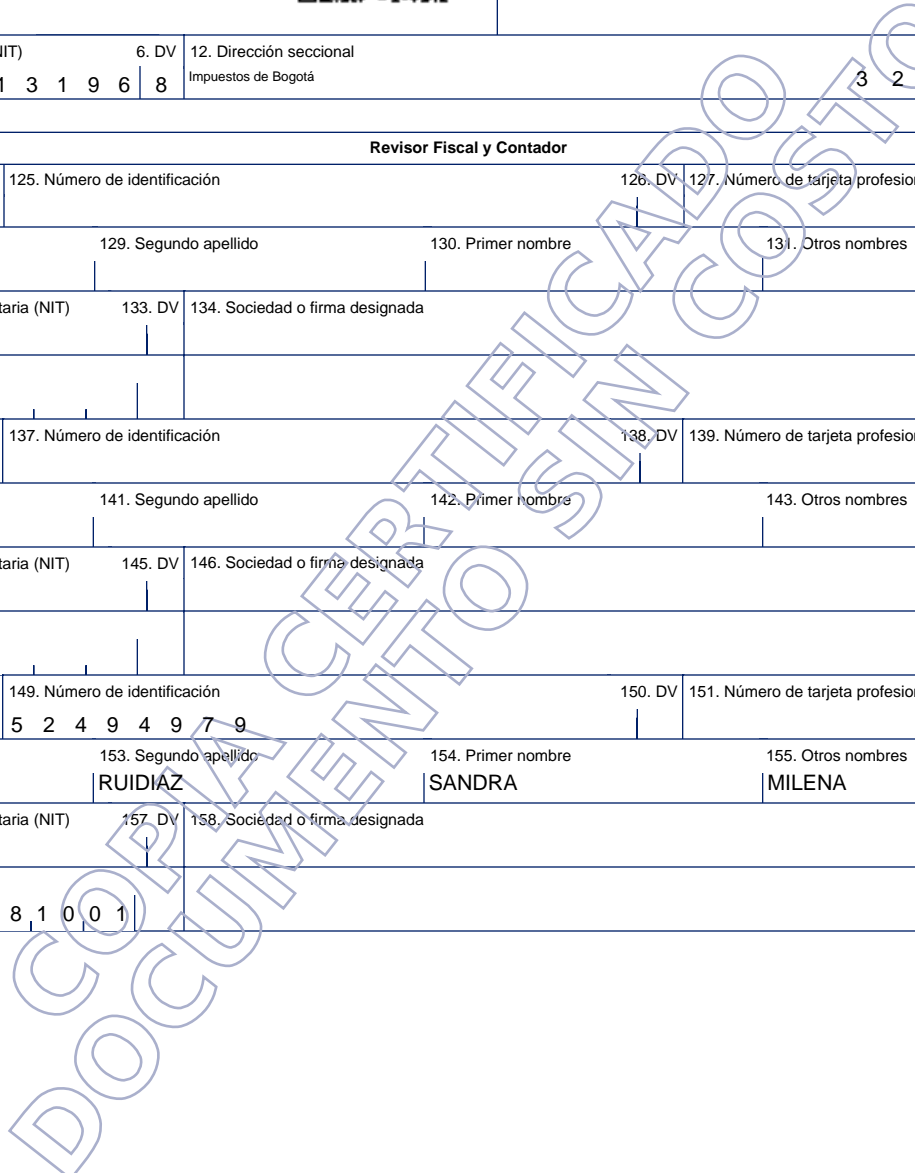 IIT) 6. DV 12. Dirección seccional
1 3 1 9 6 8 Impuestos de Bogotá 3 2
Revisor Fiscal y Contador
125. Número de identificación 126. DV 127. Número de tarjeta profesion
129. Segundo apellido 130. Primer nombre 131. Otros nombres
taria (NIT) 133. DV 134. Sociedad o firma designada
137. Número de identificación 138. DV 139. Número de tarjeta profesion
141. Segundo apellido 142. Primer nombre 143. Otros nombres
taria (NIT) 145. DV 146. Sociedad o firma designada
149. Número de identificación 150. DV 151. Número de tarjeta profesion
5 2 4 9 4 9 7 9
153. Segundo apellido 154. Primer nombre 155. Otros nombres
RUIDIAZ SANDRA MILENA
taria (NIT) 157. DV 158. Sociedad o firma designada
8 1 0 0 1
COPIA CERTIFICADO
DOCUMENTO SIN COSTO